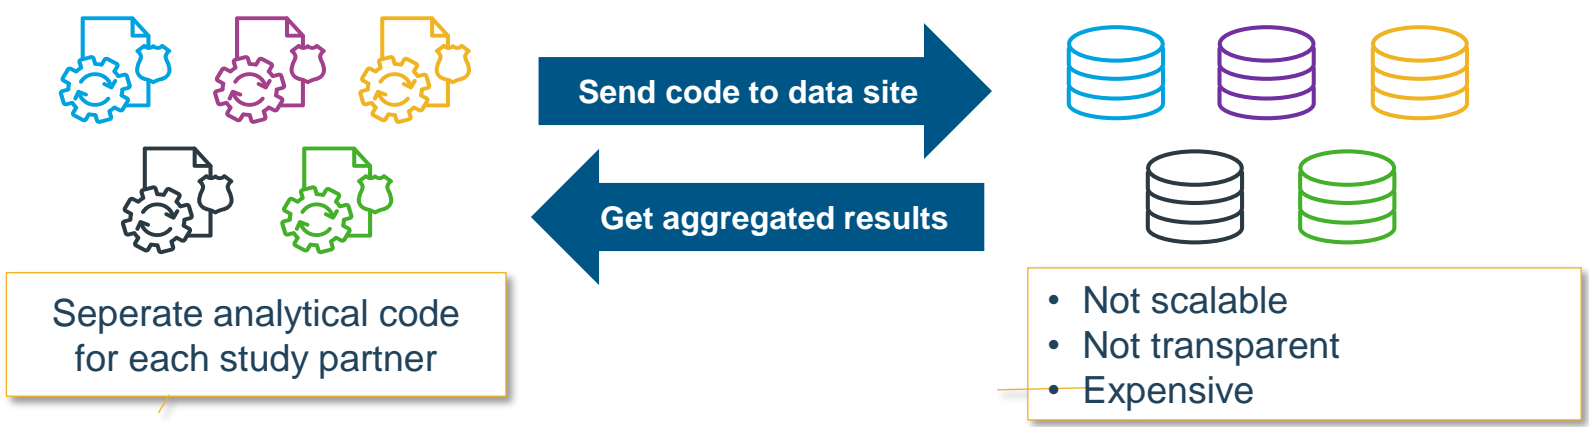 Send code to data site
Get aggregated results
Seperate analytical code
for each study partner
• Not scalable
• Not transparent
• Expensive